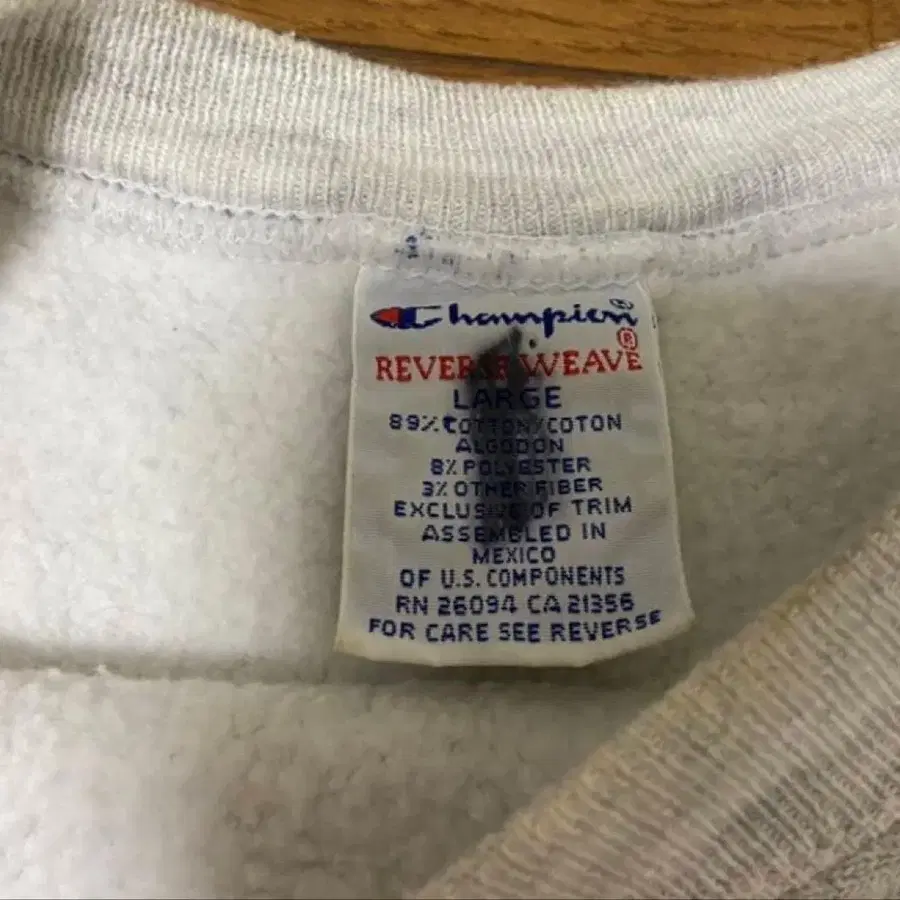 Champion
REVERSE WEAVE®
LARGE
89% COTTON/COTON
ALGODON
8% POLYESTER
3% OTHER FIBER
EXCLUSIVE OF TRIM
ASSEMBLED IN
MEXICO
OF U.S. COMPONENTS
RN 26094 CA 21356
FOR CARE SEE REVERSE